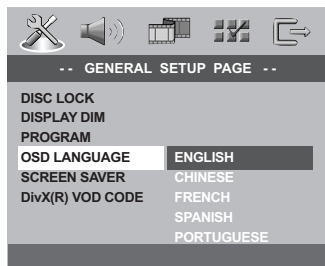 -- GENERAL SETUP PAGE --
DISC LOCK
DISPLAY DIM
PROGRAM
OSD LANGUAGE ENGLISH
SCREEN SAVER CHINESE
DivX(R) VOD CODE FRENCH
SPANISH
PORTUGUESE